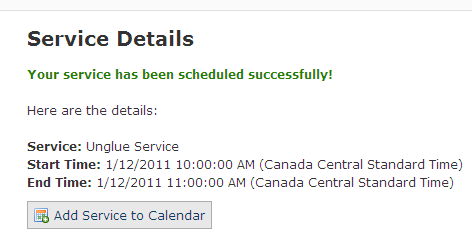 Service Details
Your service has been scheduled successfully!
Here are the details:
Service: Unglue Service
Start Time: 1/12/2011 10:00:00 AM (Canada Central Standard Time)
End Time: 1/12/2011 11:00:00 AM (Canada Central Standard Time)
Add Service to Calendar